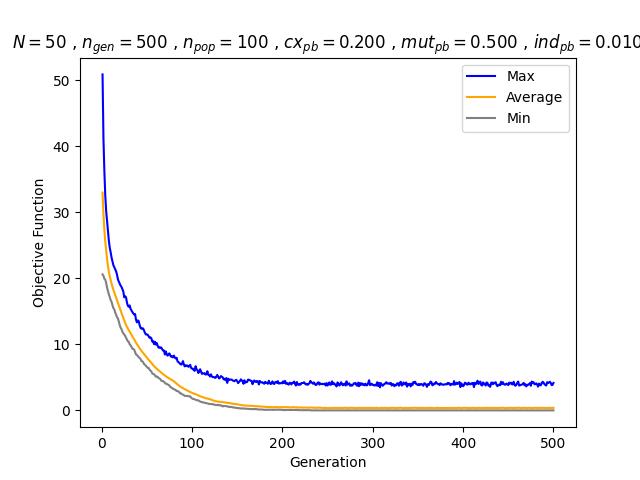 N = 50 , n_gen = 500 , n_pop = 100 , cx_pb = 0.200 , mut_pb = 0.500 , ind_pb = 0.010
Max
Average
Min
50
40
30
20
10
0
Objective Function
0 100 200 300 400 500
Generation